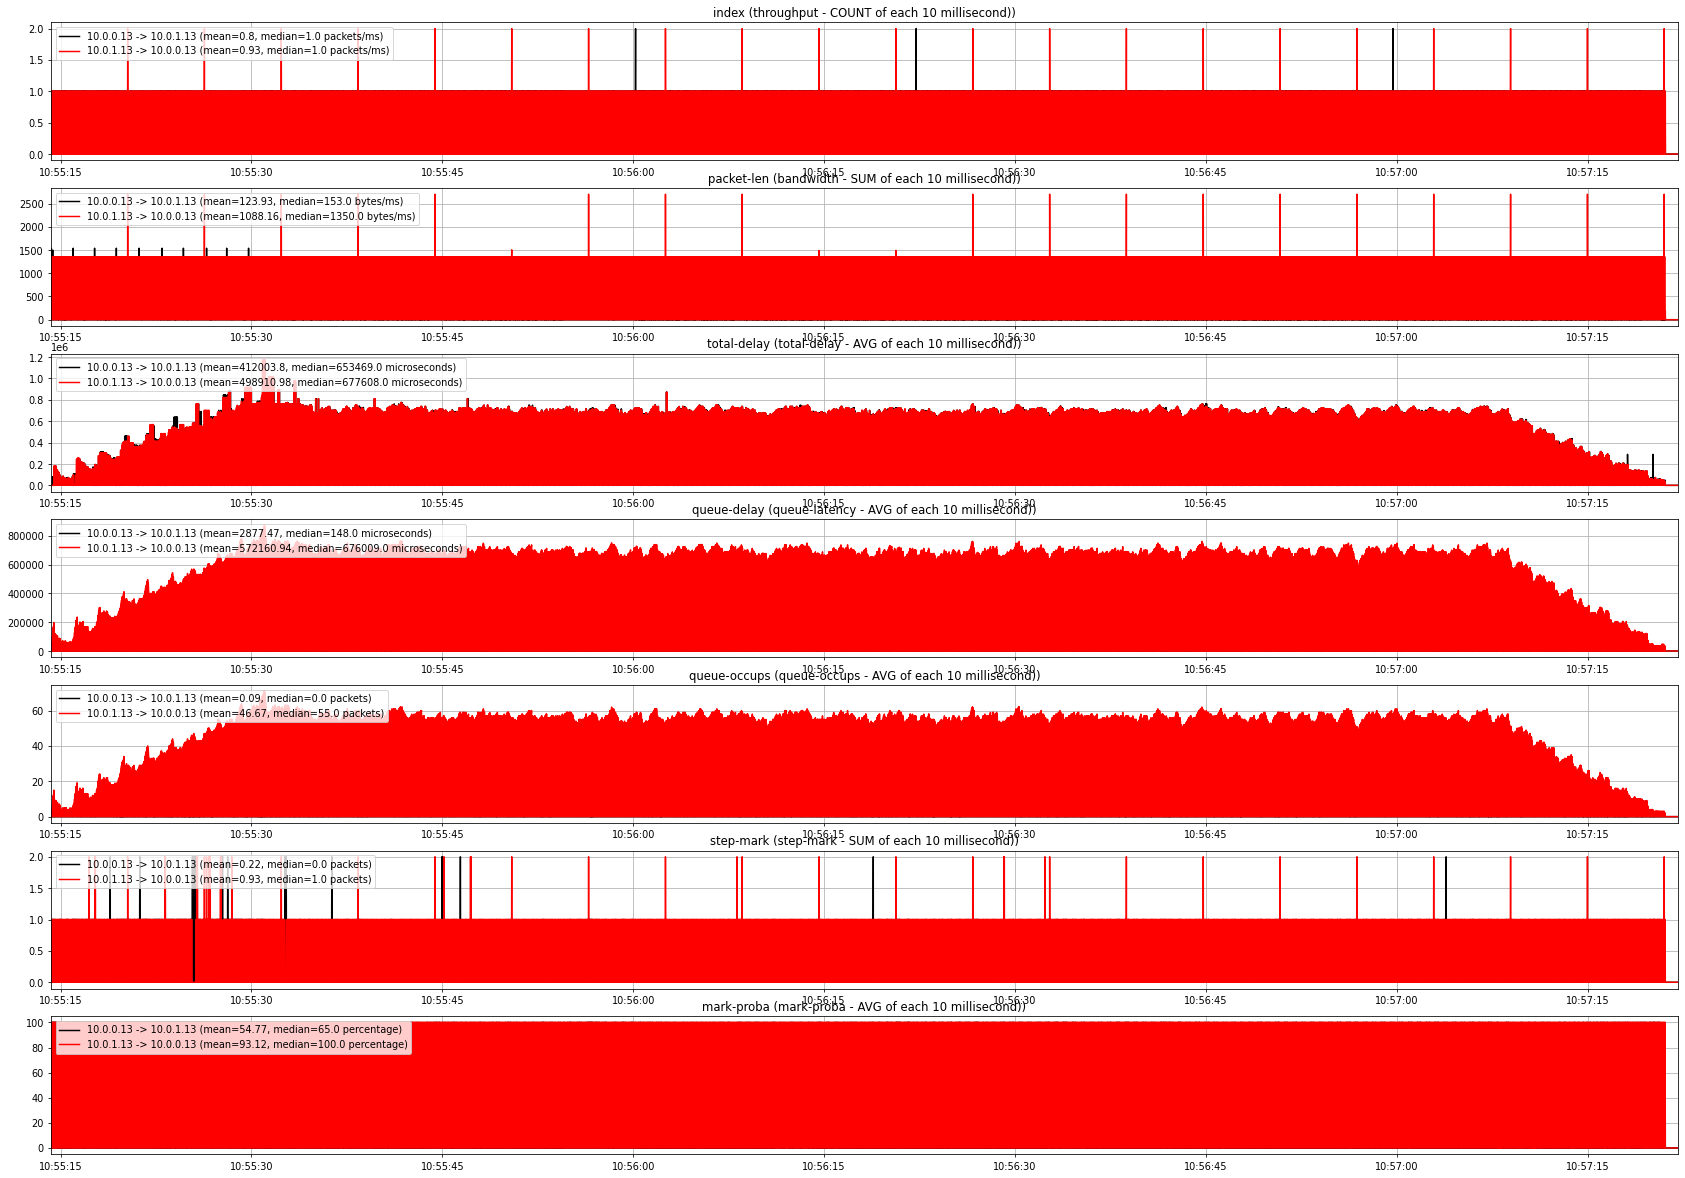 index (throughput - COUNT of each 10 millisecond))
2.0
1.5
1.0
0.5
0.0
10.0.0.13 -> 10.0.1.13 (mean=0.8, median=1.0 packets/ms)
10.0.1.13 -> 10.0.0.13 (mean=0.93, median=1.0 packets/ms)
10:55:15 10:55:30 10:55:45 10:56:00 10:56:15 10:56:30 10:56:45 10:57:00 10:57:15
packet-len (bandwidth - SUM of each 10 millisecond))
2500
2000
1500
1000
500
0
10.0.0.13 -> 10.0.1.13 (mean=123.93, median=153.0 bytes/ms)
10.0.1.13 -> 10.0.0.13 (mean=1088.16, median=1350.0 bytes/ms)
10:55:15 10:55:30 10:55:45 10:56:00 10:56:15 10:56:30 10:56:45 10:57:00 10:57:15
total-delay (total-delay - AVG of each 10 millisecond))
1e6
1.2
1.0
0.8
0.6
0.4
0.2
0.0
10.0.0.13 -> 10.0.1.13 (mean=412003.8, median=653469.0 microseconds)
10.0.1.13 -> 10.0.0.13 (mean=498910.98, median=677608.0 microseconds)
10:55:15 10:55:30 10:55:45 10:56:00 10:56:15 10:56:30 10:56:45 10:57:00 10:57:15
queue-delay (queue-latency - AVG of each 10 millisecond))
800000
600000
400000
200000
0
10.0.0.13 -> 10.0.1.13 (mean=2877.47, median=148.0 microseconds)
10.0.1.13 -> 10.0.0.13 (mean=572160.94, median=676009.0 microseconds)
10:55:15 10:55:30 10:55:45 10:56:00 10:56:15 10:56:30 10:56:45 10:57:00 10:57:15
queue-occups (queue-occups - AVG of each 10 millisecond))
60
40
20
0
10.0.0.13 -> 10.0.1.13 (mean=0.09, median=0.0 packets)
10.0.1.13 -> 10.0.0.13 (mean=46.67, median=55.0 packets)
10:55:15 10:55:30 10:55:45 10:56:00 10:56:15 10:56:30 10:56:45 10:57:00 10:57:15
step-mark (step-mark - SUM of each 10 millisecond))
2.0
1.5
1.0
0.5
0.0
10.0.0.13 -> 10.0.1.13 (mean=0.22, median=0.0 packets)
10.0.1.13 -> 10.0.0.13 (mean=0.93, median=1.0 packets)
10:55:15 10:55:30 10:55:45 10:56:00 10:56:15 10:56:30 10:56:45 10:57:00 10:57:15
mark-proba (mark-proba - AVG of each 10 millisecond))
100
80
60
40
20
0
10.0.0.13 -> 10.0.1.13 (mean=54.77, median=65.0 percentage)
10.0.1.13 -> 10.0.0.13 (mean=93.12, median=100.0 percentage)
10:55:15 10:55:30 10:55:45 10:56:00 10:56:15 10:56:30 10:56:45 10:57:00 10:57:15